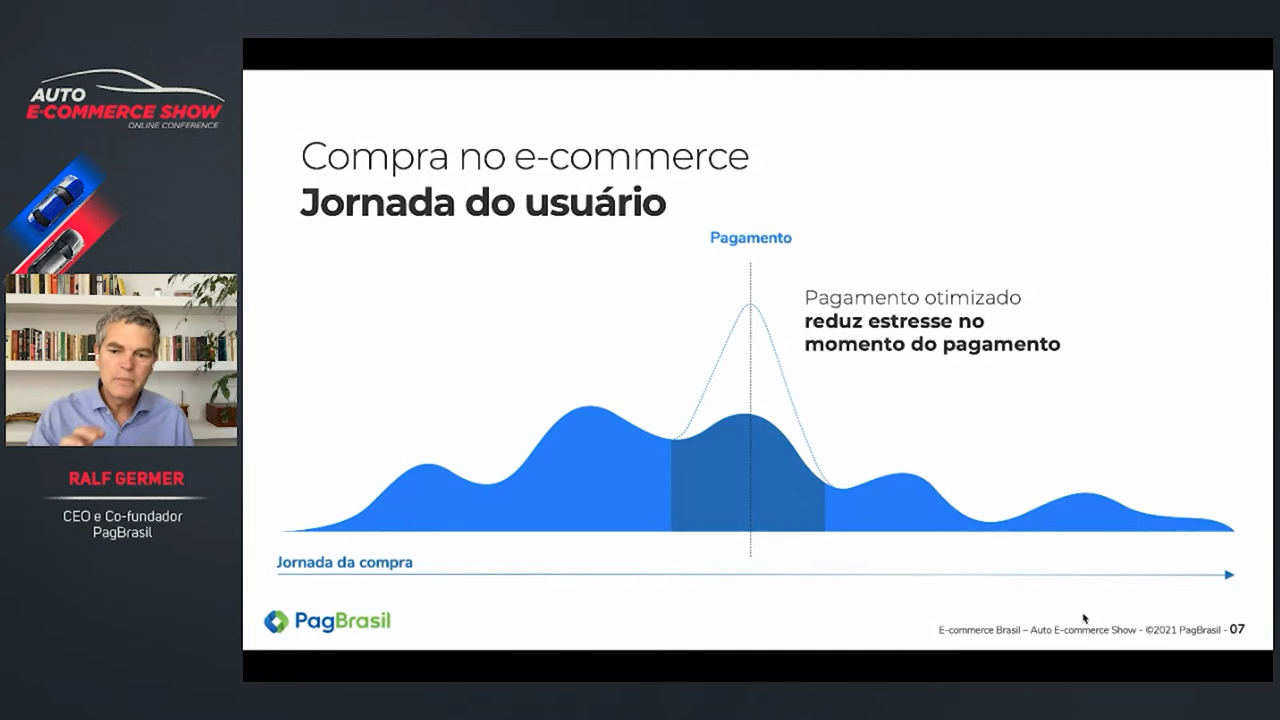 AUTO
E-COMMERCE SHOW
ONLINE CONFERENCE
RALF GERMER
CEO e Co-fundador
PagBrasil
Compra no e-commerce
Jornada do usuário
Pagamento
Pagamento otimizado
reduz estresse no
momento do pagamento
Jornada da compra
PagBrasil
E-commerce Brasil – Auto E-commerce Show - ©2021 PagBrasil - 07